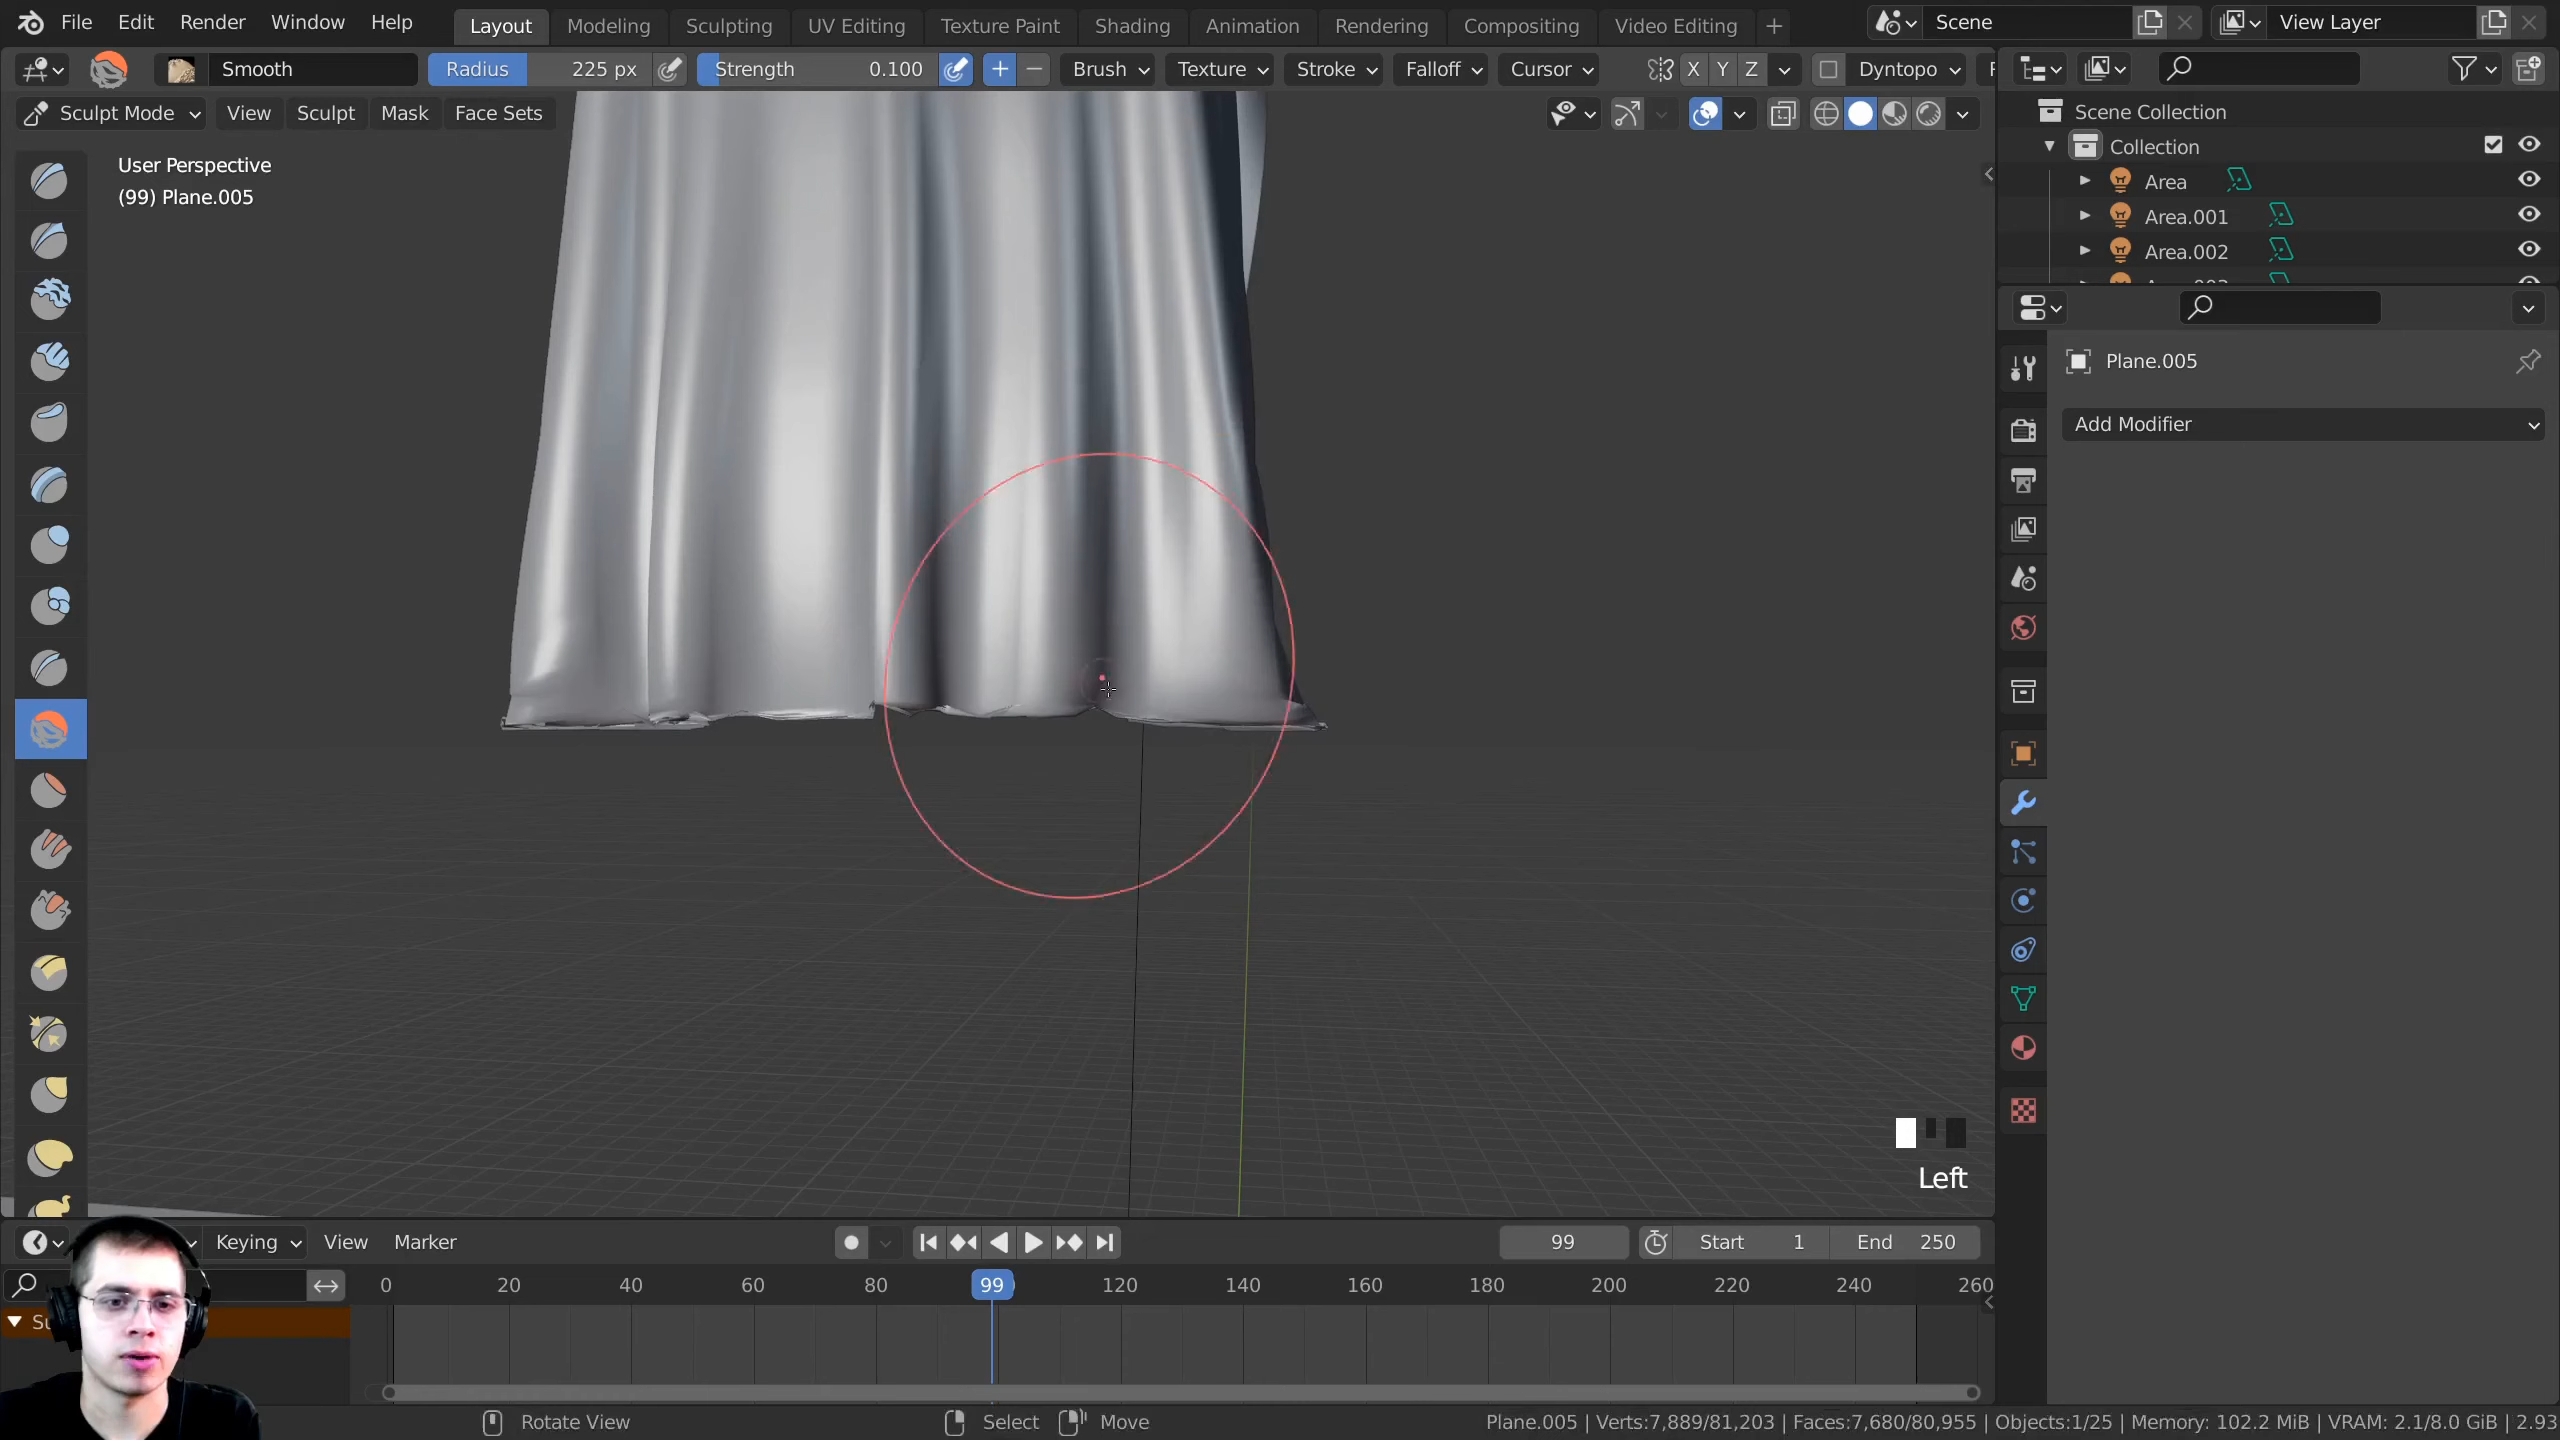 File Edit Render Window Help Layout Modeling Sculpting UV Editing Texture Paint Shading Animation Rendering Compositing Video Editing + Scene View Layer
Smooth Radius 225 px Strength 0.100 Brush Texture Stroke Falloff Cursor X Y Z Dyntopo
Sculpt Mode View Sculpt Mask Face Sets
Scene Collection
Collection
Area
Area.001
Area.002
User Perspective
(99) Plane.005
Plane.005
Add Modifier
Left
Keying View Marker 99 Start 1 End 250
0 20 40 60 80 99 120 140 160 180 200 220 240 260
Rotate View Select Move Plane.005 | Verts:7,889/81,203 | Faces:7,680/80,955 | Objects:1/25 | Memory: 102.2 MiB | VRAM: 2.1/8.0 GiB | 2.93